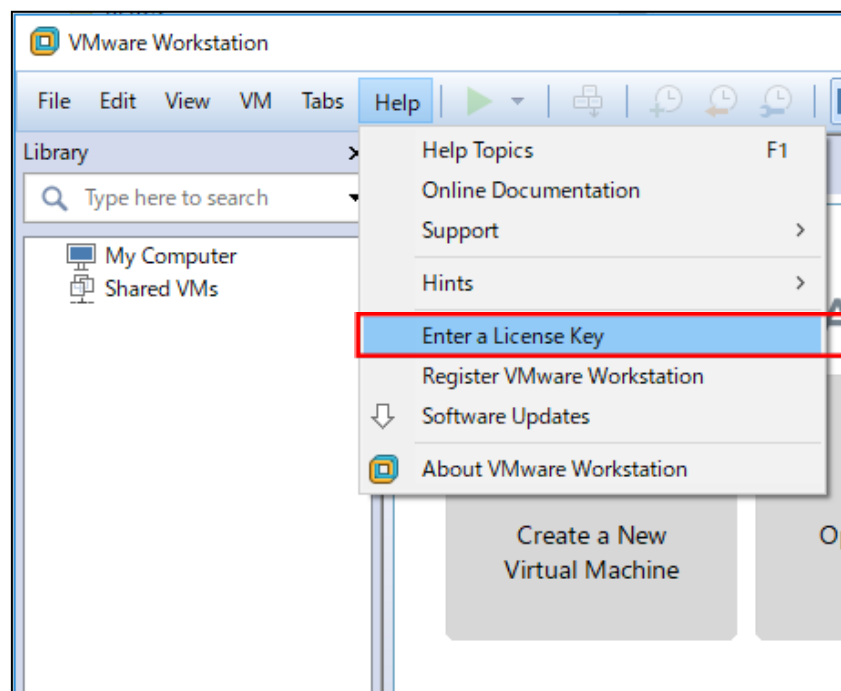 VMware Workstation
File Edit View VM Tabs Help
Library
Type here to search
My Computer
Shared VMs
Help Topics F1
Online Documentation
Support
Hints
Enter a License Key
Register VMware Workstation
Software Updates
About VMware Workstation
Create a New
Virtual Machine